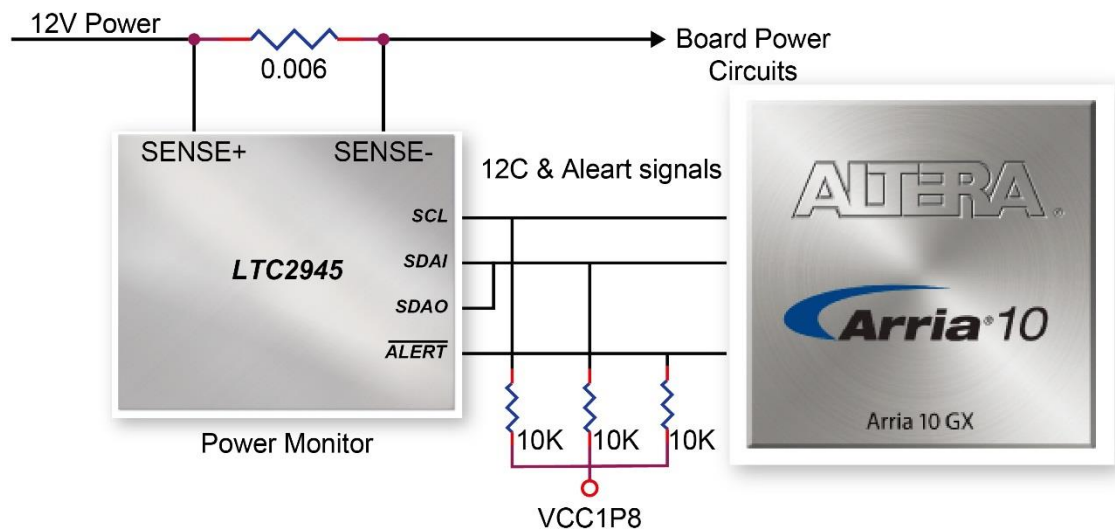 12V Power
0.006
Board Power
Circuits
SENSE+
SENSE-
12C & Aleart signals
SCL
LTC2945
SDAI
SDAO
ALERT
Power Monitor
10K
10K
10K
VCC1P8
ALTERA®
Arria® 10
Arria 10 GX